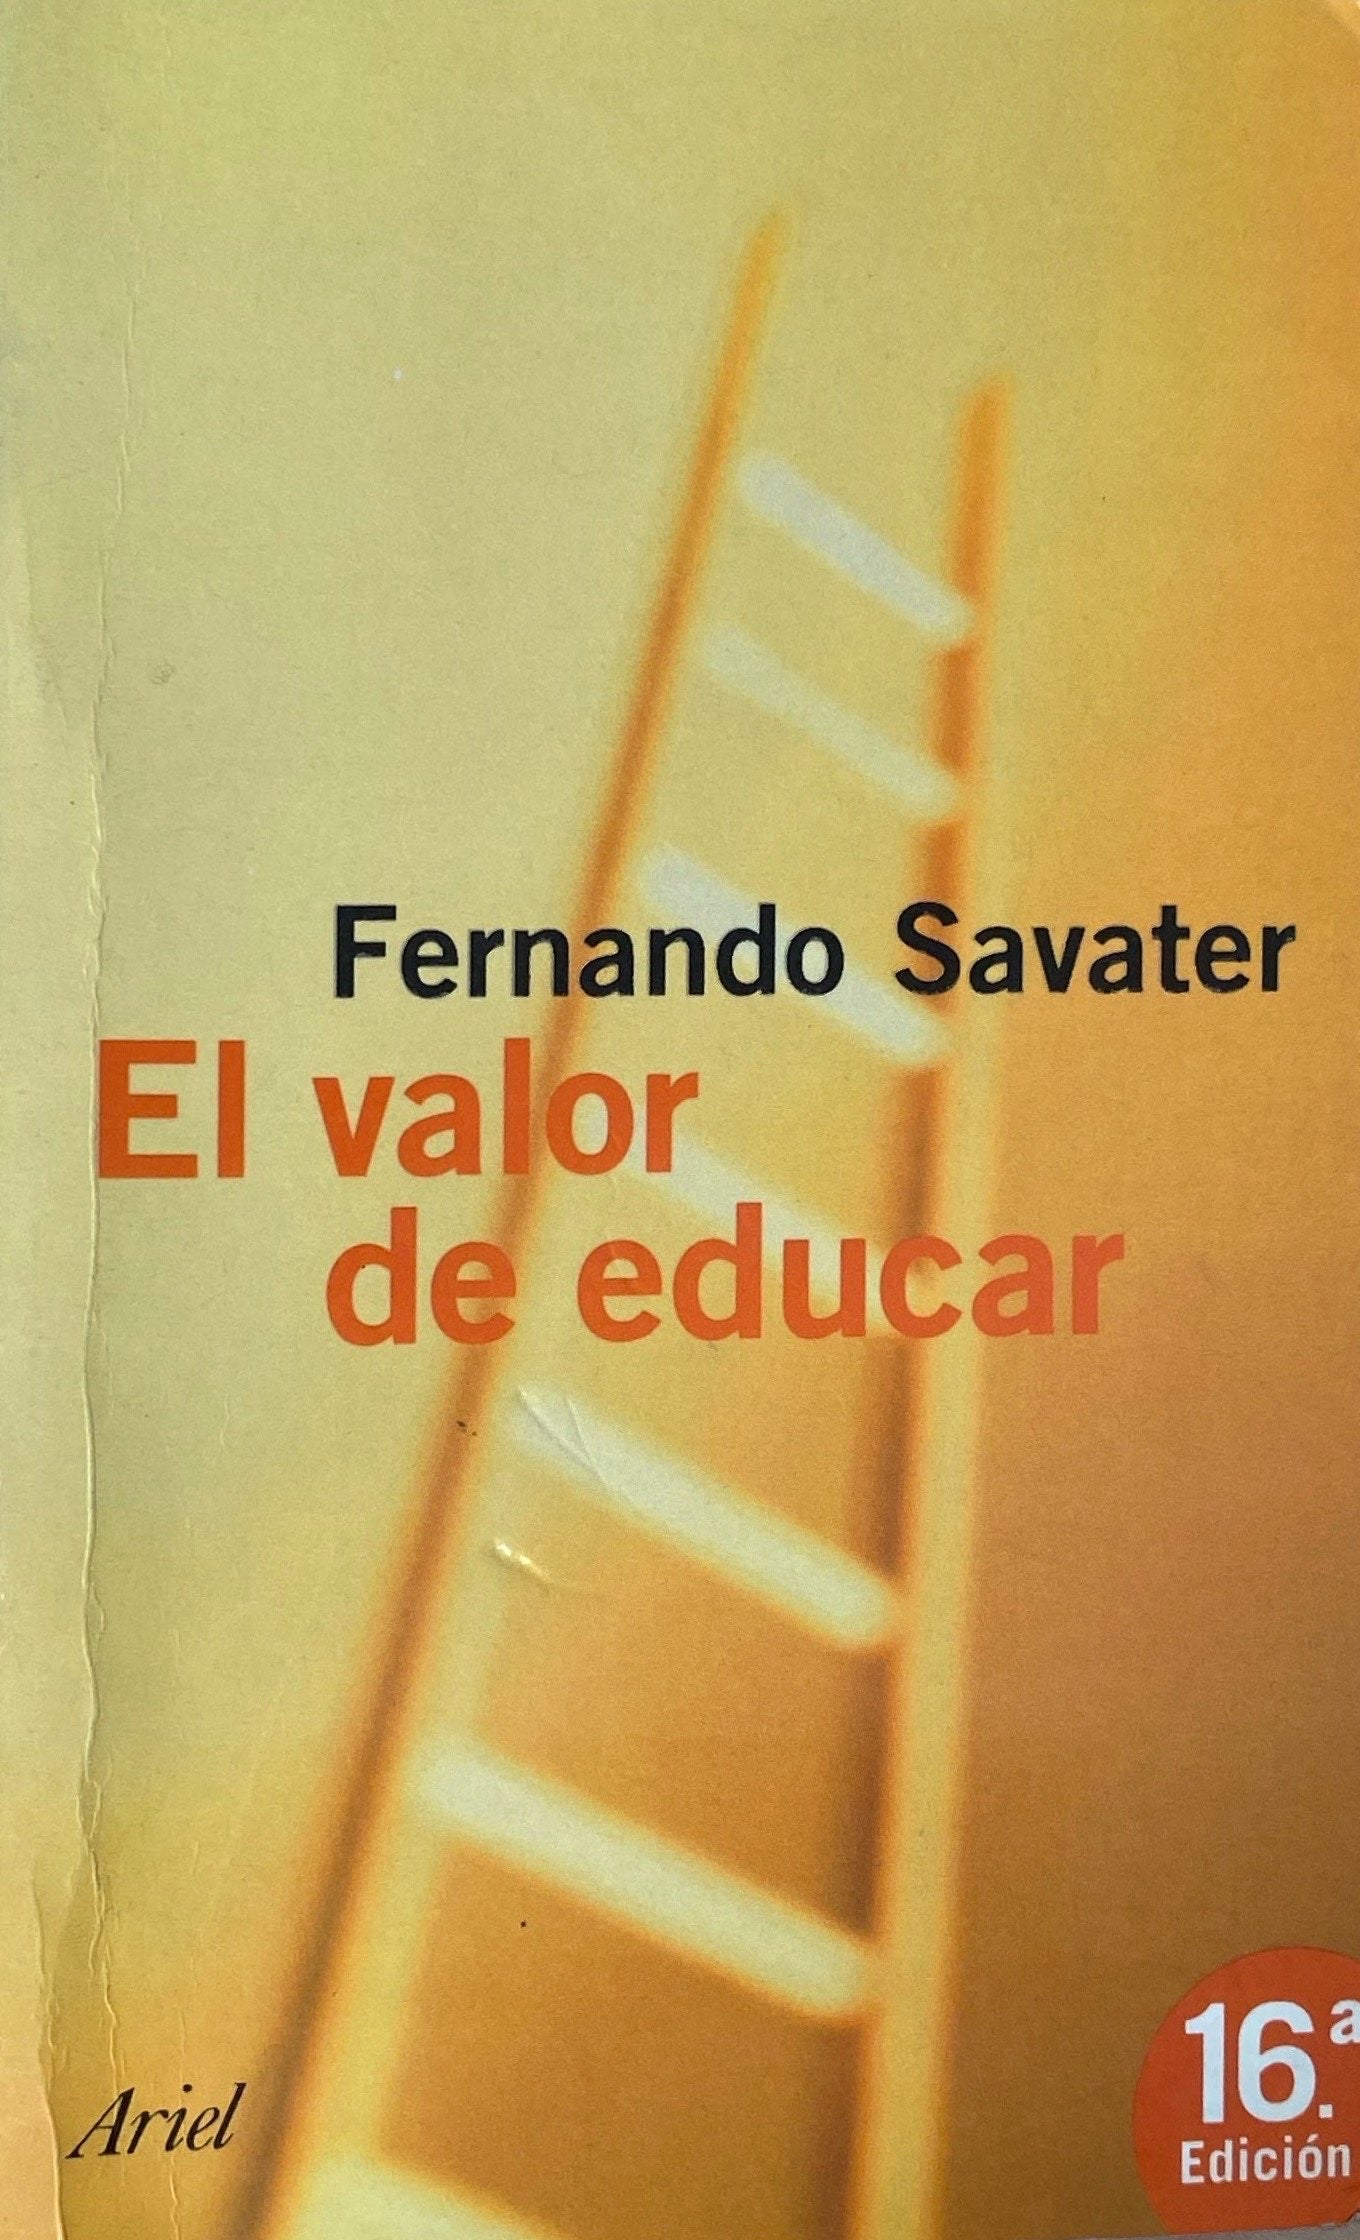 Fernando Savater
El valor
de educar
Ariel
16.ª
Edición